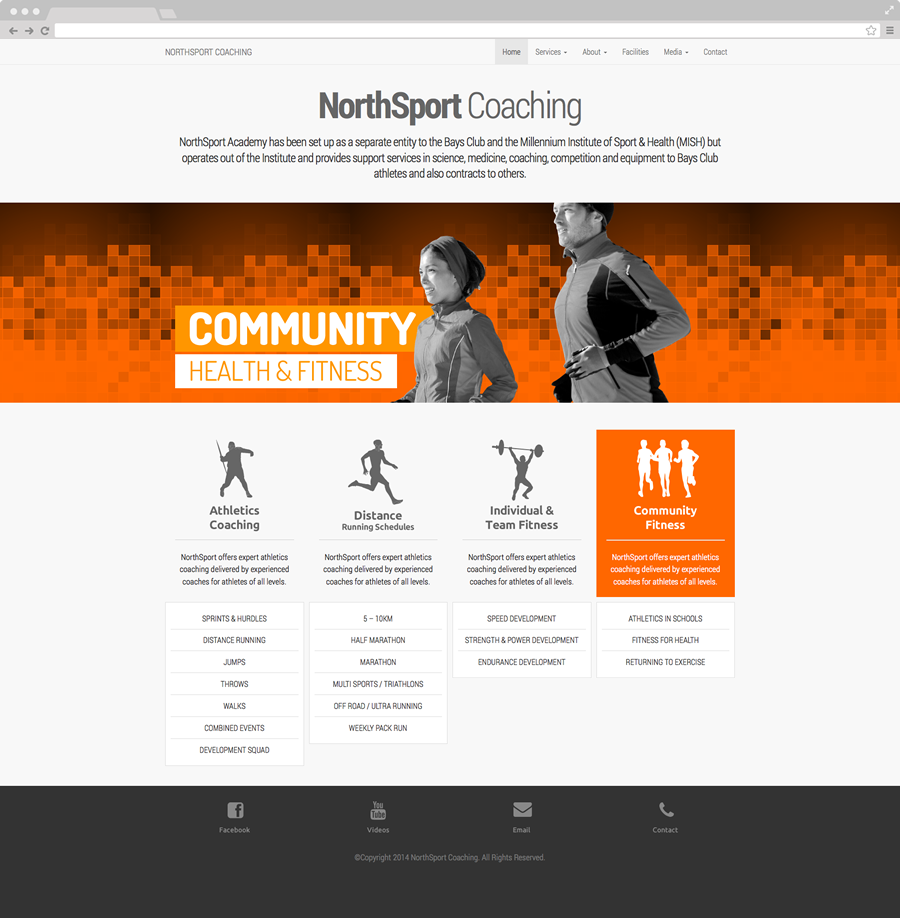 NORTHSPORT COACHING
Home Services About Facilities Media Contact
NorthSport Coaching
NorthSport Academy has been set up as a separate entity to the Bays Club and the Millennium Institute of Sport & Health (MISH) but
operates out of the Institute and provides support services in science, medicine, coaching, competition and equipment to Bays Club
athletes and also contracts to others.
COMMUNITY
HEALTH & FITNESS
Athletics
Coaching
NorthSport offers expert athletics
coaching delivered by experienced
coaches for athletes of all levels.
SPRINTS & HURDLES
DISTANCE RUNNING
JUMPS
THROWS
WALKS
COMBINED EVENTS
DEVELOPMENT SQUAD
Distance
Running Schedules
NorthSport offers expert athletics
coaching delivered by experienced
coaches for athletes of all levels.
5 – 10KM
HALF MARATHON
MARATHON
MULTI SPORTS / TRIATHLONS
OFF ROAD / ULTRA RUNNING
WEEKLY PACK RUN
Individual &
Team Fitness
NorthSport offers expert athletics
coaching delivered by experienced
coaches for athletes of all levels.
SPEED DEVELOPMENT
STRENGTH & POWER DEVELOPMENT
ENDURANCE DEVELOPMENT
Community
Fitness
NorthSport offers expert athletics
coaching delivered by experienced
coaches for athletes of all levels.
ATHLETICS IN SCHOOLS
FITNESS FOR HEALTH
RETURNING TO EXERCISE
You
Tube
Facebook Videos Email Contact
©Copyright 2014 NorthSport Coaching. All Rights Reserved.